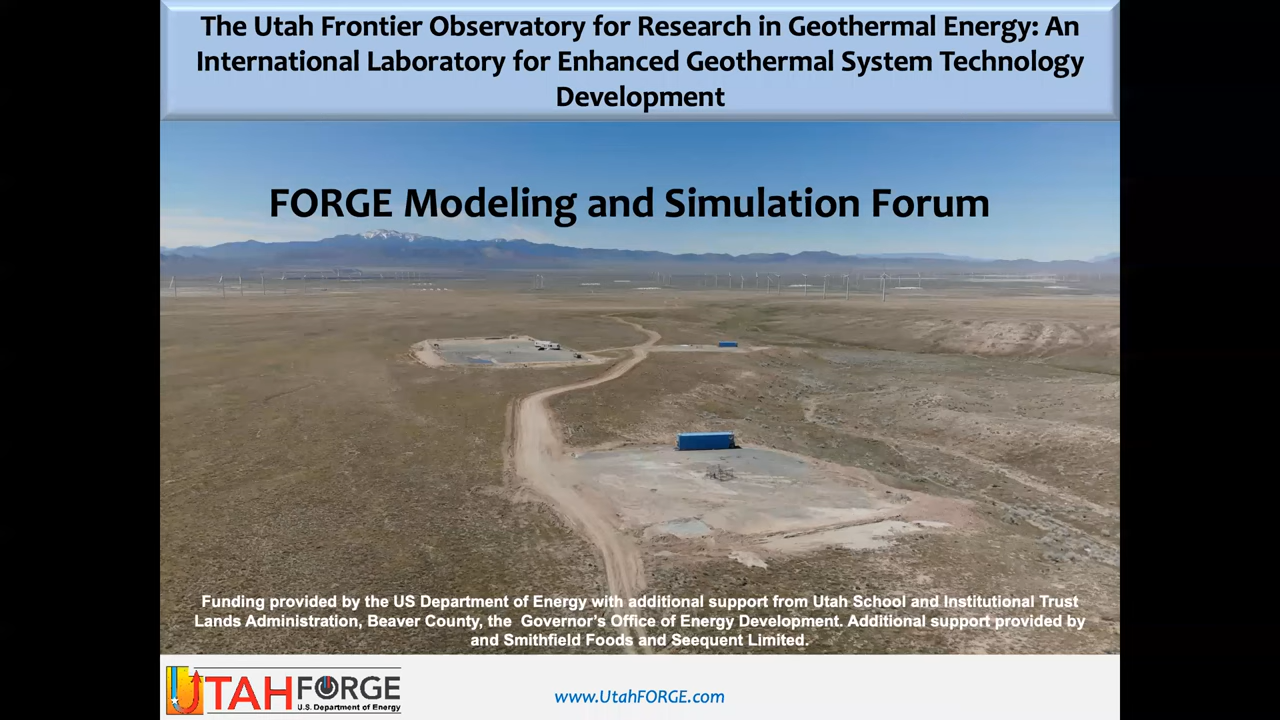 The Utah Frontier Observatory for Research in Geothermal Energy: An
International Laboratory for Enhanced Geothermal System Technology
Development
FORGE Modeling and Simulation Forum
Funding provided by the US Department of Energy with additional support from Utah School and Institutional Trust
Lands Administration, Beaver County, the Governor's Office of Energy Development. Additional support provided by
and Smithfield Foods and Seequent Limited.
UTAH FORGE
U.S. Department of Energy
www.UtahFORGE.com